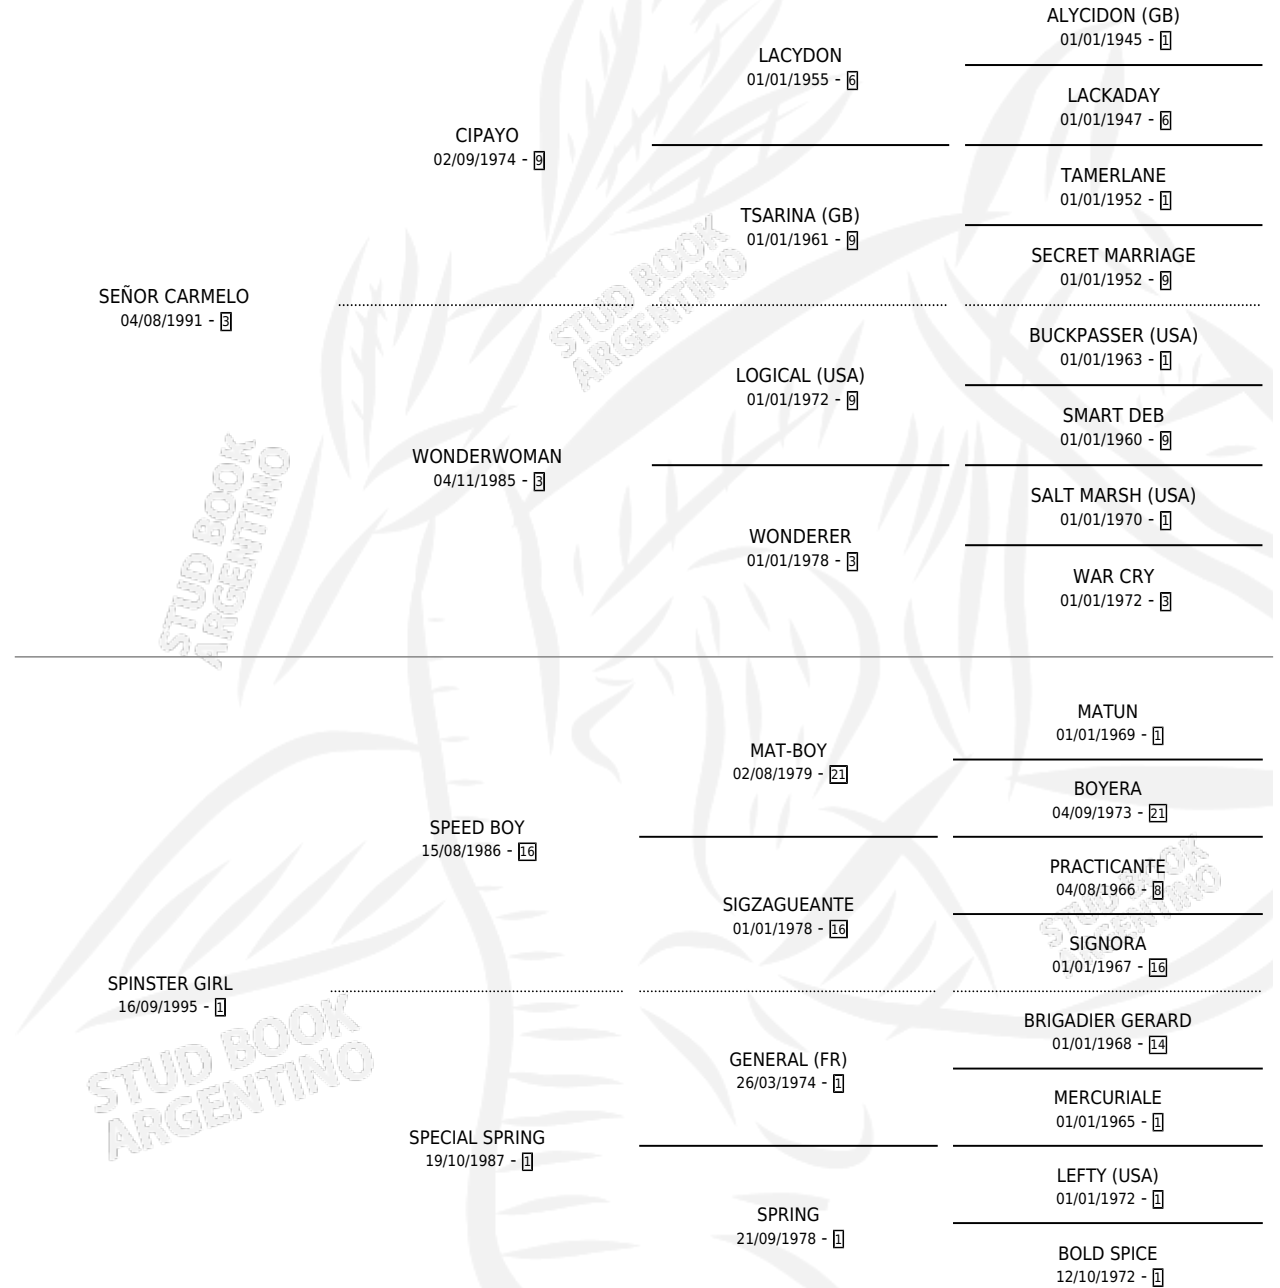 ALYCIDON (GB)
01/01/1945 - 1
LACYDON
01/01/1955 - 6
LACKADAY
01/01/1947 - 6
CIPAYO
02/09/1974 - 9
TAMERLANE
01/01/1952 - 1
TSARINA (GB)
01/01/1961 - 9
SECRET MARRIAGE
01/01/1952 - 9
SEÑOR CARMELO
04/08/1991 - 3
BUCKPASSER (USA)
01/01/1963 - 1
LOGICAL (USA)
01/01/1972 - 9
SMART DEB
01/01/1960 - 9
WONDERWOMAN
04/11/1985 - 3
SALT MARSH (USA)
01/01/1970 - 1
WONDERER
01/01/1978 - 3
WAR CRY
01/01/1972 - 3
MATUN
01/01/1969 - 1
MAT-BOY
02/08/1979 - 21
BOYERA
04/09/1973 - 21
SPEED BOY
15/08/1986 - 16
PRACTICANTE
04/08/1966 - 8
SIGZAGUEANTE
01/01/1978 - 16
SIGNORA
01/01/1967 - 16
SPINSTER GIRL
16/09/1995 - 1
BRIGADIER GERARD
01/01/1968 - 14
GENERAL (FR)
26/03/1974 - 1
MERCURIALE
01/01/1965 - 1
SPECIAL SPRING
19/10/1987 - 1
LEFTY (USA)
01/01/1972 - 1
SPRING
21/09/1978 - 1
BOLD SPICE
12/10/1972 - 1
STUD BOOK
ARGENTINO
STUD BOOK
ARGENTINO
STUD BOOK
ARGENTINO
STUD BOOK
ARGENTINO